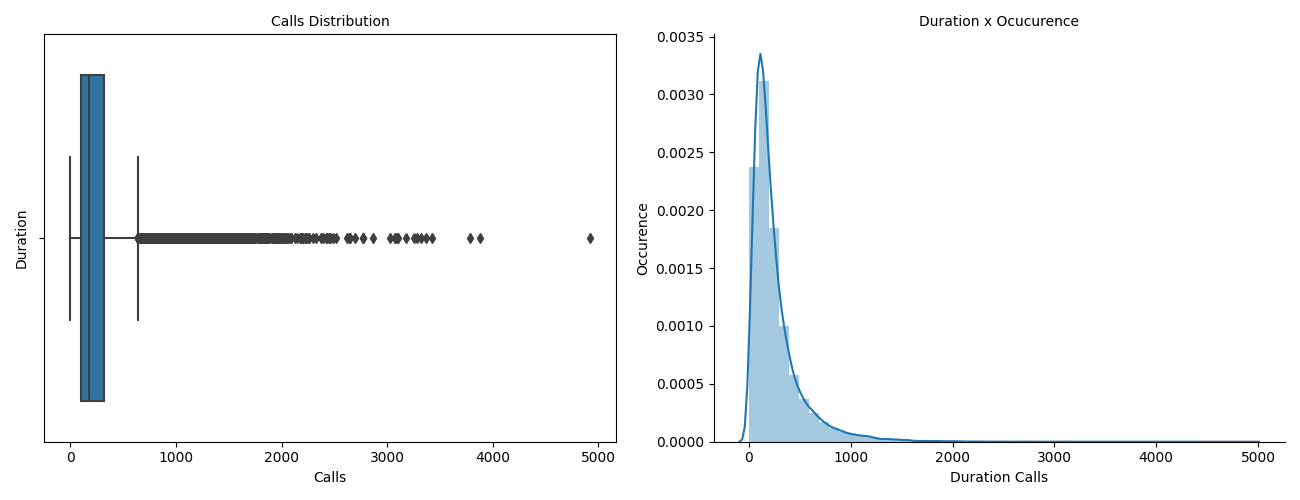 Calls Distribution
Duration
0 1000 2000 3000 4000 5000
Calls
Duration x Ocucurence
0.0035
0.0030
0.0025
0.0020
0.0015
0.0010
0.0005
0.0000
Occurence
0 1000 2000 3000 4000 5000
Duration Calls